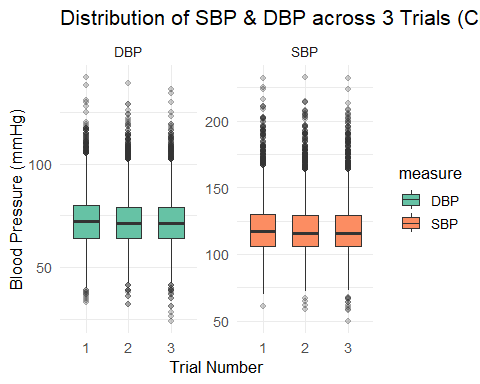 Distribution of SBP & DBP across 3 Trials (C
DBP
SBP
Blood Pressure (mmHg)
100
50
200
150
100
50
1 2 3
1 2 3
Trial Number
measure
DBP
SBP